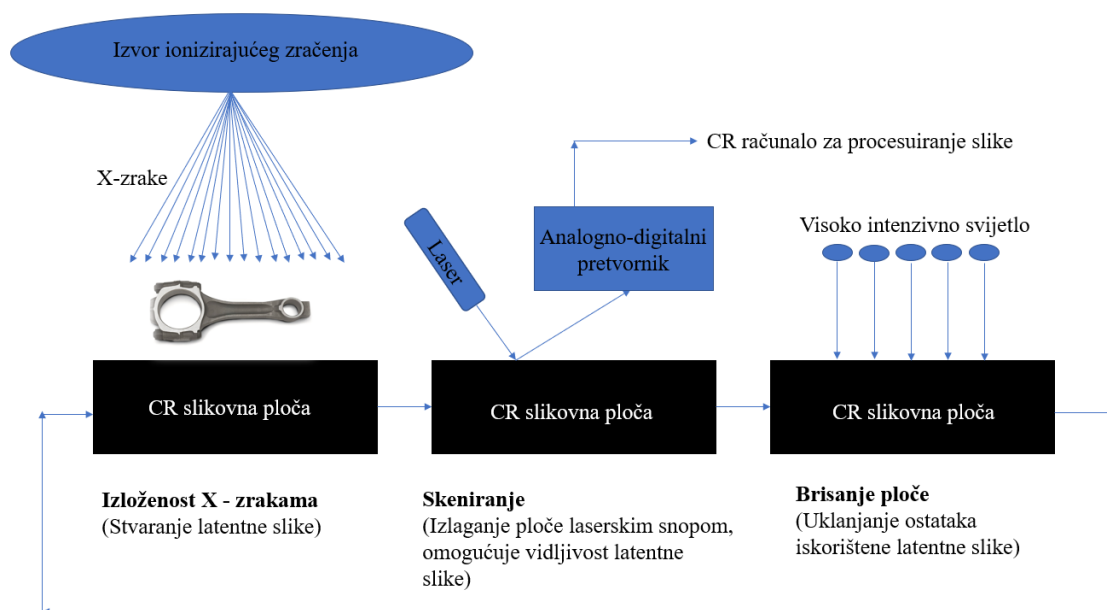 Izvor ionizirajućeg zračenja
X-zrake
CR računalo za procesuiranje slike
Laser
Analogno-digitalni
pretvornik
Visoko intenzivno svijetlo
CR slikovna ploča
CR slikovna ploča
CR slikovna ploča
Izloženost X - zrakama
(Stvaranje latentne slike)
Skeniranje
(Izlaganje ploče laserskim snopom,
omogućuje vidljivost latentne
slike)
Brisanje ploče
(Uklanjanje ostataka
iskorištene latentne slike)